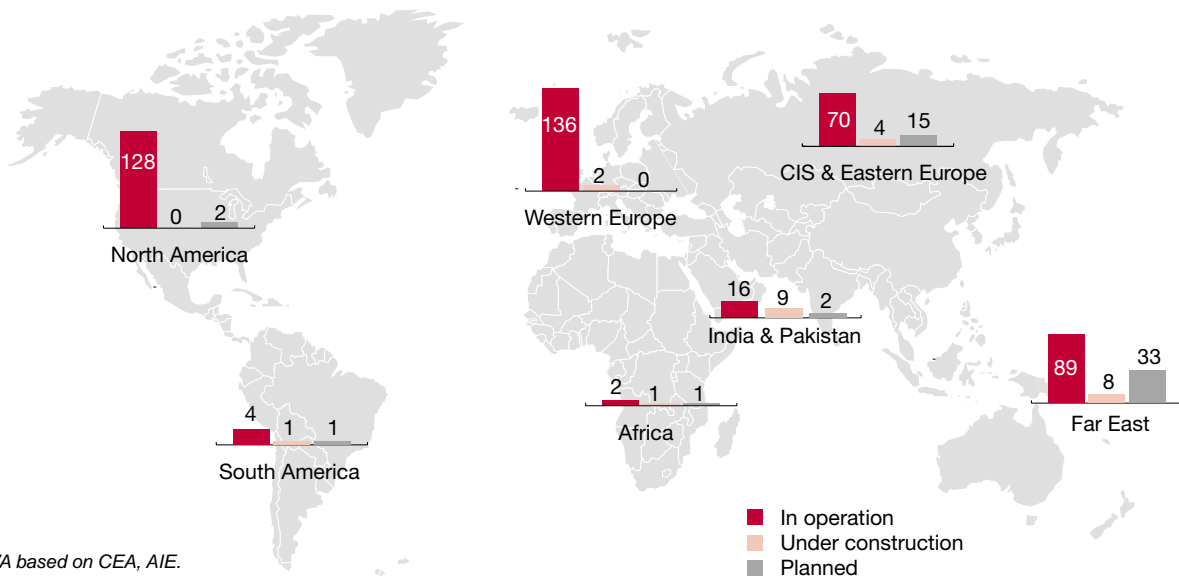 136
2
0
Western Europe
70
4
15
CIS & Eastern Europe
128
0
2
North America
16
9
2
India & Pakistan
89
8
33
Far East
2
1
1
Africa
4
1
1
South America
In operation
Under construction
Planned
based on CEA, AIE.